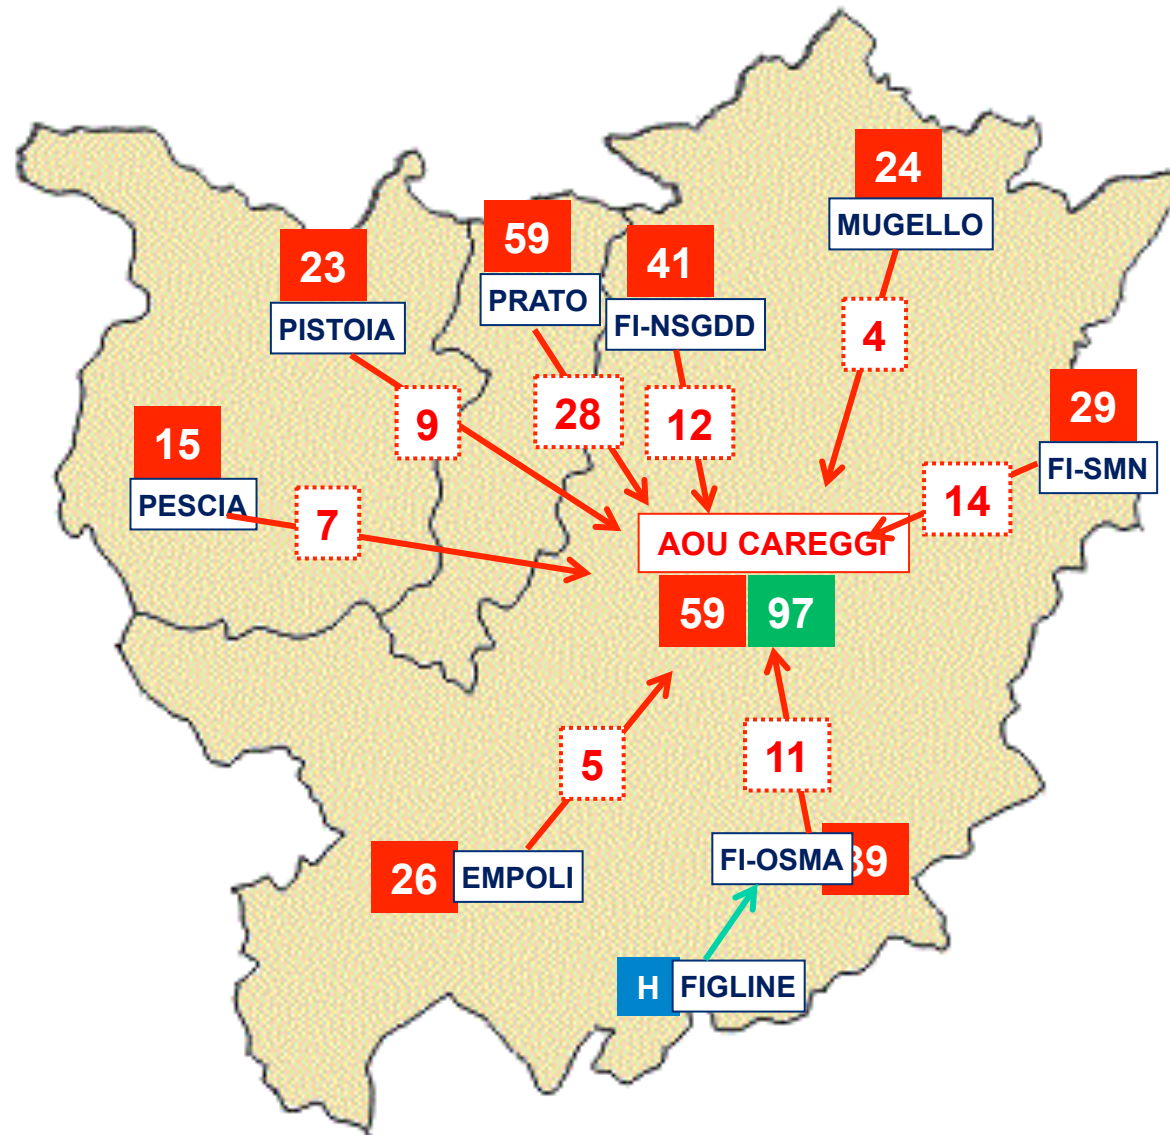 24
MUGELLO
59
PRATO
41
FI-NSGDD
23
PISTOIA
4
29
FI-SMN
9
28
12
15
PESCIA
7
14
AOU CAREGGI
59 97
5
11
26 EMPOLI
FI-OSMA 39
H FIGLINE